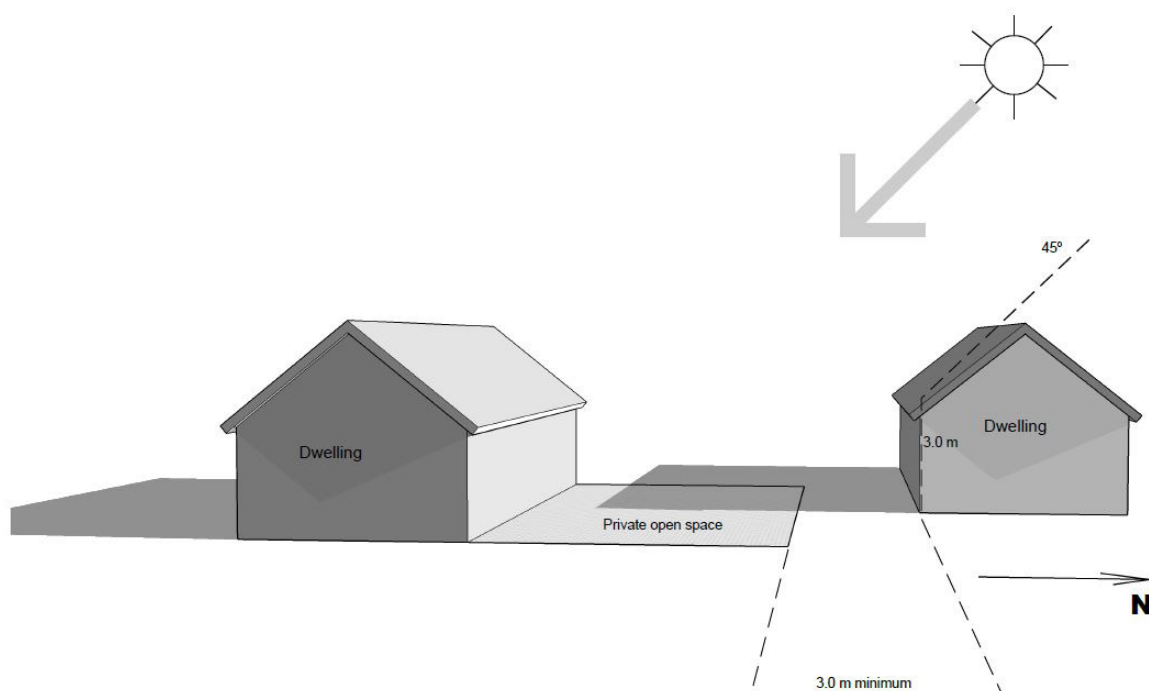 45º
Dwelling
3.0 m
Dwelling
Private open space
N
3.0 m minimum